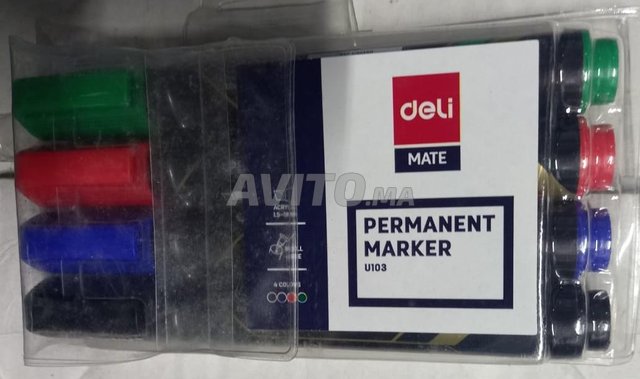 deli
MATE
PERMANENT
MARKER
U103
4 COLORS
AVITO.ma